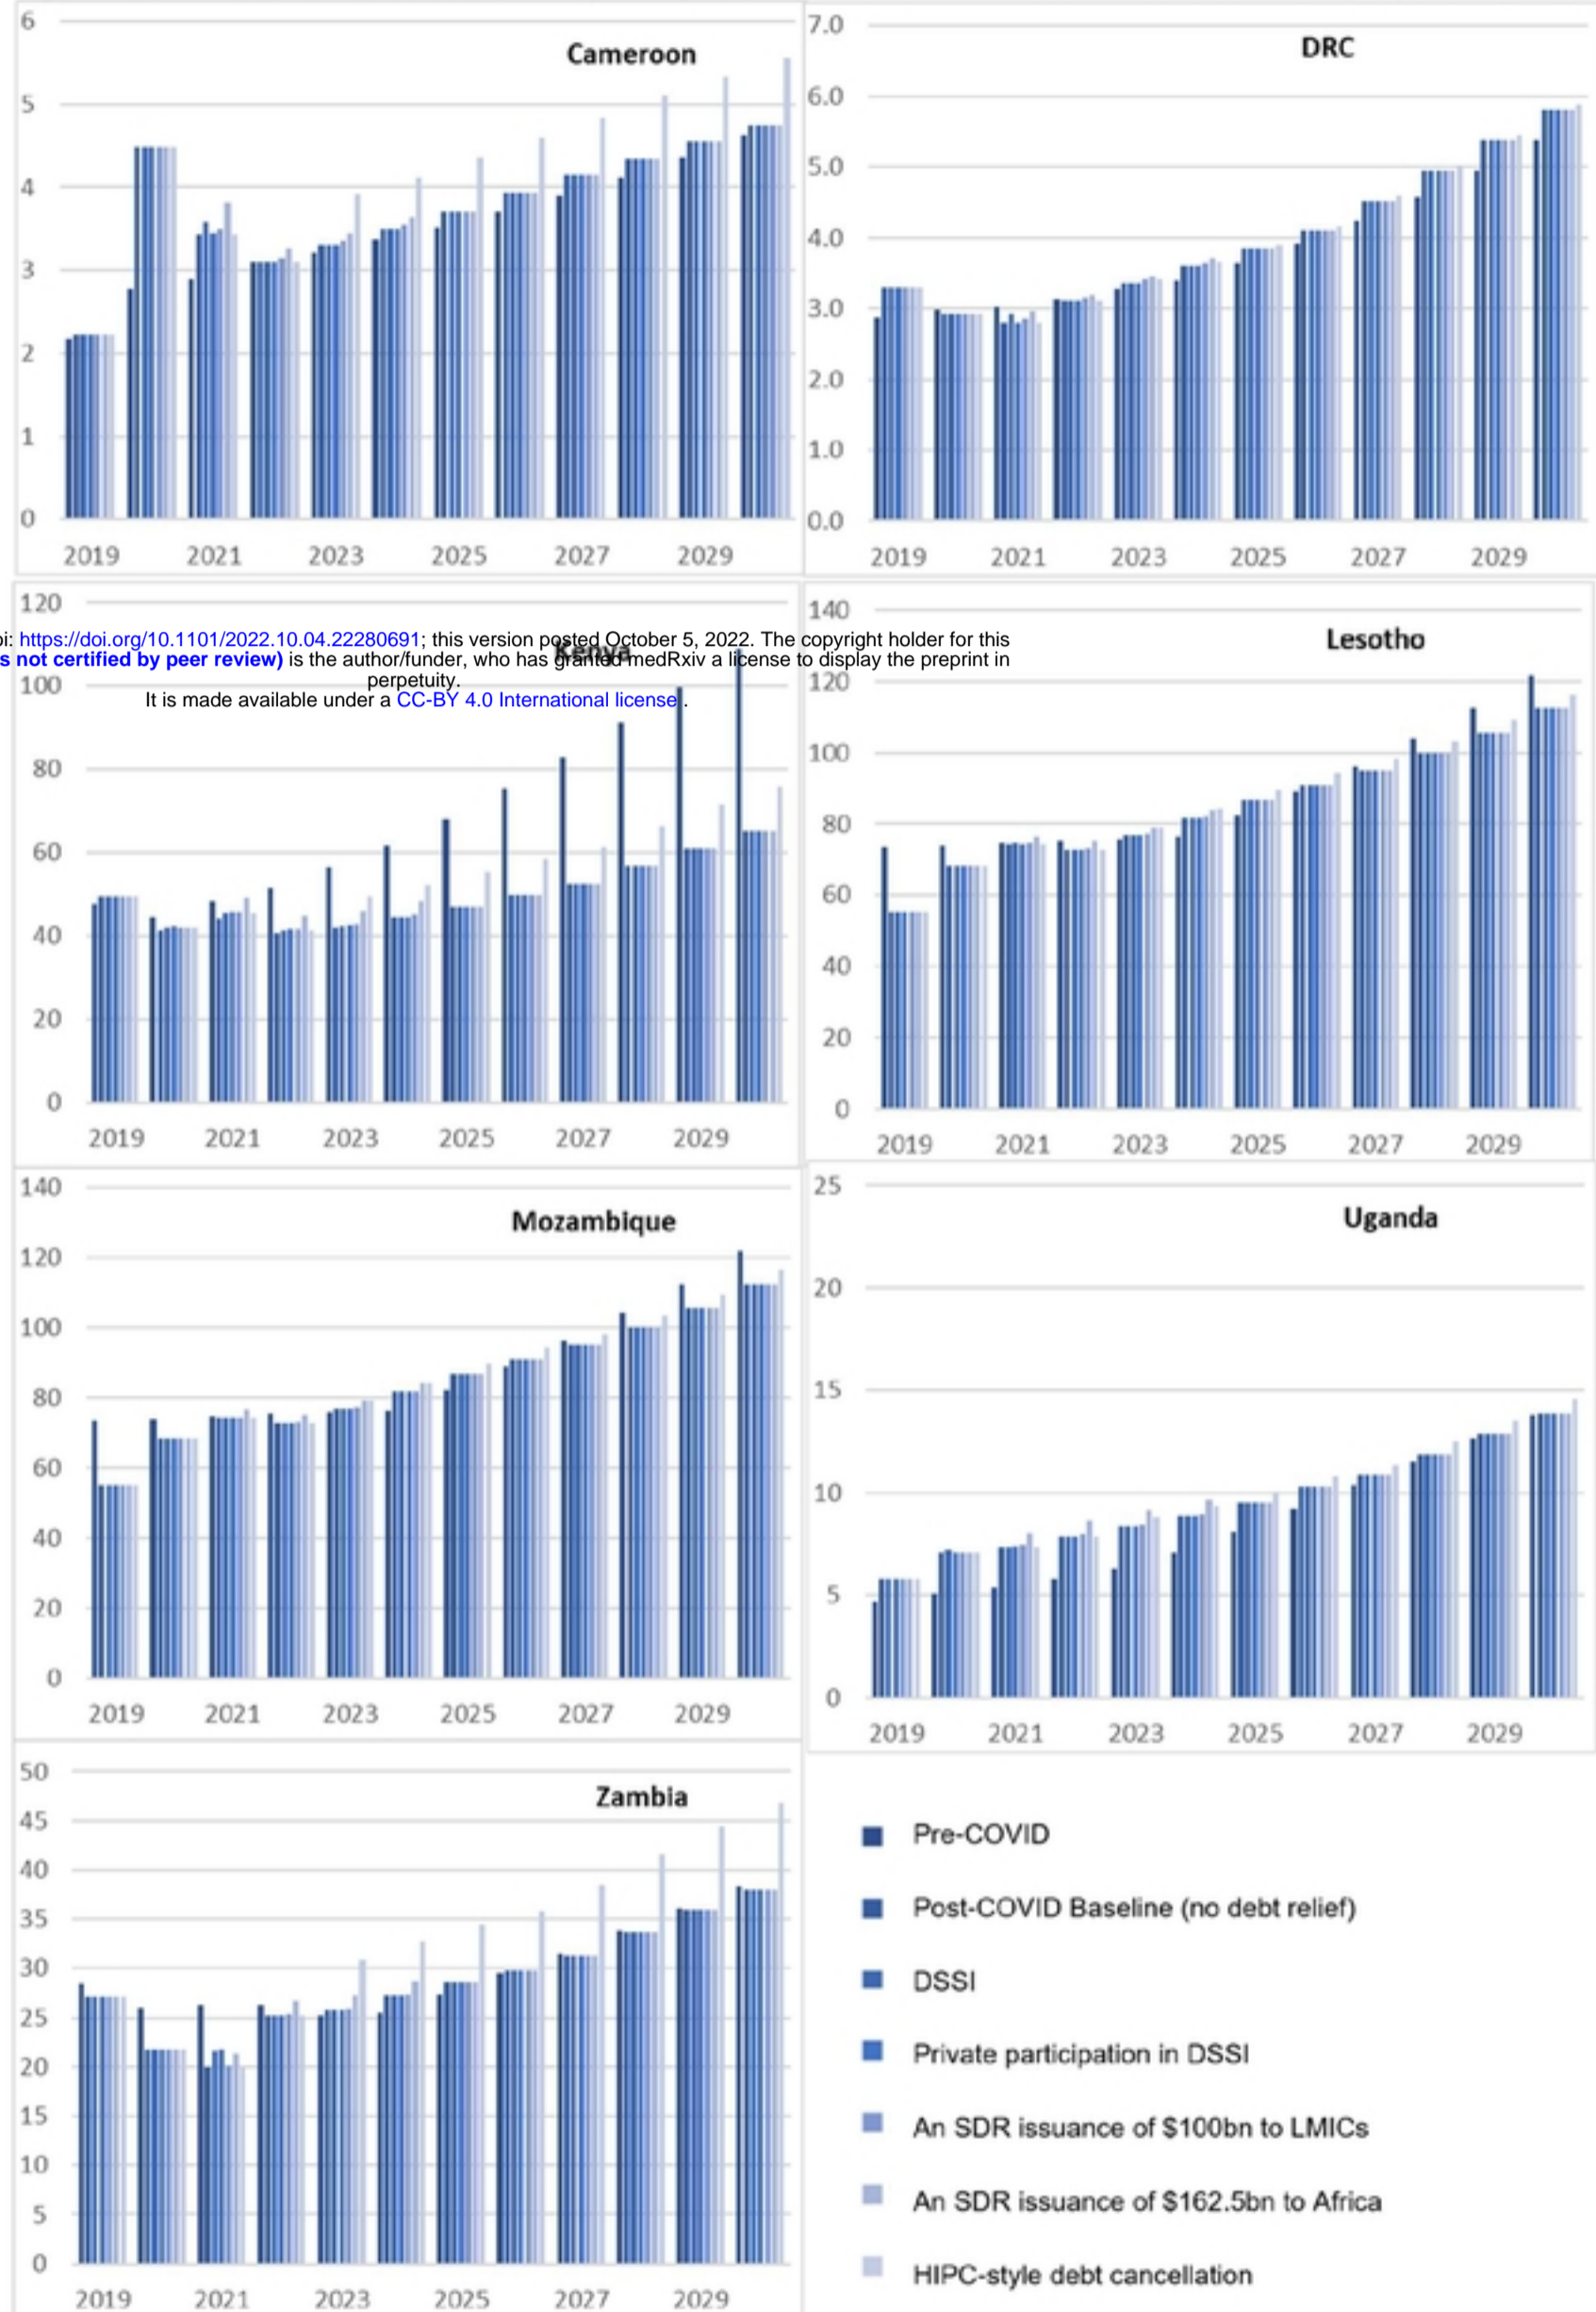 6
5
4
3
2
1
0
Cameroon
2019 2021 2023 2025 2027 2029
7.0
6.0
5.0
4.0
3.0
2.0
1.0
0.0
DRC
2019 2021 2023 2025 2027 2029
oi: https://doi.org/10.1101/2022.10.04.22280691; this version posted October 5, 2022. The copyright holder for this
s not certified by peer review) is the author/funder, who has granted medRxiv a license to display the preprint in
perpetuity.
It is made available under a CC-BY 4.0 International license .
120
100
80
60
40
20
0
Kenya
2019 2021 2023 2025 2027 2029
140
120
100
80
60
40
20
0
Lesotho
2019 2021 2023 2025 2027 2029
140
120
100
80
60
40
20
0
Mozambique
2019 2021 2023 2025 2027 2029
25
20
15
10
5
0
Uganda
2019 2021 2023 2025 2027 2029
50
45
40
35
30
25
20
15
10
5
0
Zambia
2019 2021 2023 2025 2027 2029
Pre-COVID
Post-COVID Baseline (no debt relief)
DSSI
Private participation in DSSI
An SDR issuance of $100bn to LMICs
An SDR issuance of $162.5bn to Africa
HIPC-style debt cancellation